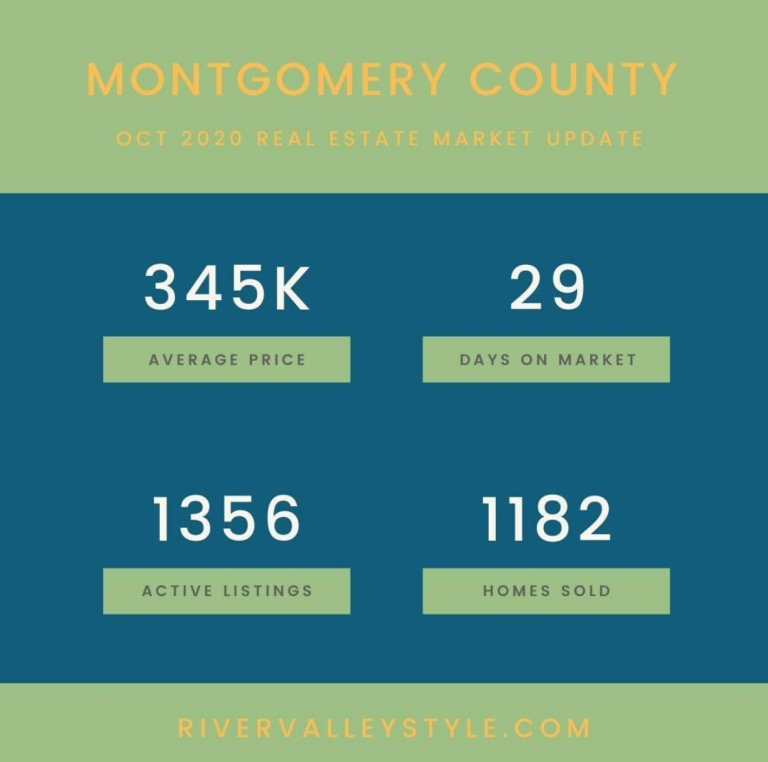 MONTGOMERY COUNTY
OCT 2020 REAL ESTATE MARKET UPDATE
345K
29
AVERAGE PRICE
DAYS ON MARKET
1356
1182
ACTIVE LISTINGS
HOMES SOLD
RIVERVALLEYSTYLE.COM